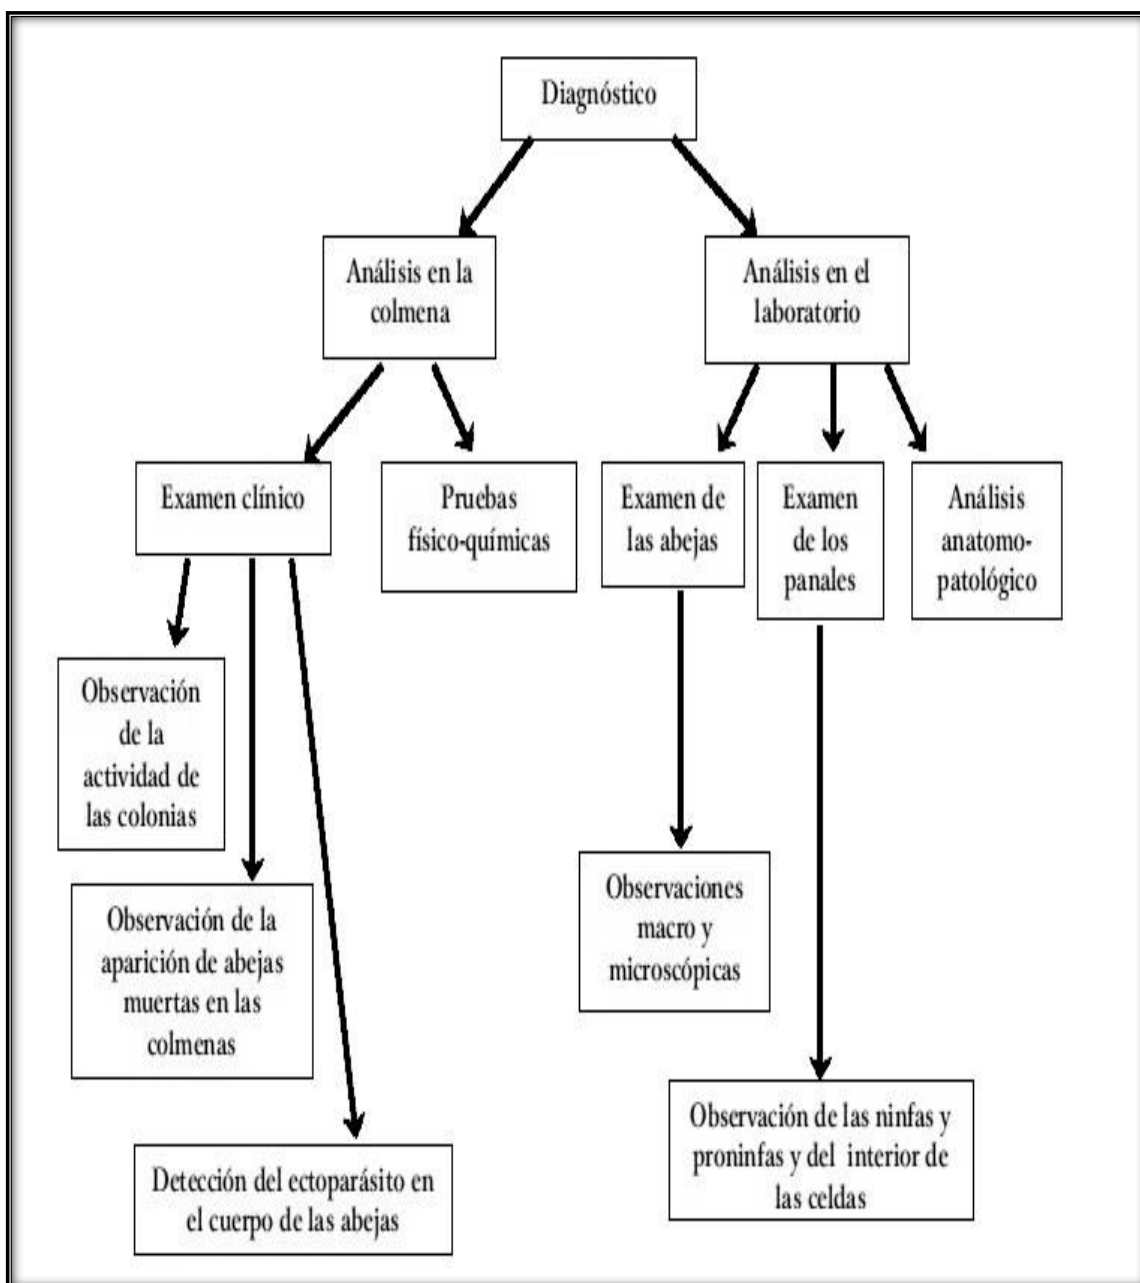 Diagnóstico
Análisis en la
colmena
Análisis en el
laboratorio
Examen clínico
Pruebas
físico-químicas
Examen de
las abejas
Examen
de los
panales
Análisis
anatomo-
patológico
Observación
de la
actividad de
las colonias
Observación de la
aparición de abejas
muertas en las
colmenas
Detección del ectoparásito en
el cuerpo de las abejas
Observaciones
macro y
microscópicas
Observación de las ninfas y
proninfas y del interior de
las celdas